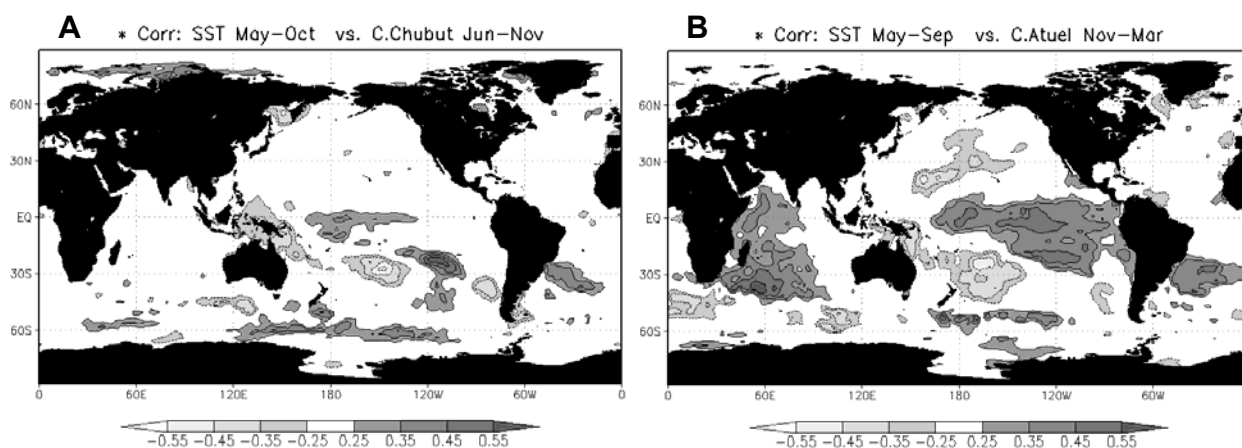 A
* Corr: SST May-Oct vs. C.Chubut Jun-Nov
60N
30N
EQ
30S
60S
0 60E 120E 180 120W 60W 0
-0.55 -0.45 -0.35 -0.25 0.25 0.35 0.45 0.55
B
* Corr: SST May-Sep vs. C.Atuel Nov-Mar
60N
30N
EQ
30S
60S
0 60E 120E 180 120W 60W
-0.55 -0.45 -0.35 -0.25 0.25 0.35 0.45 0.55